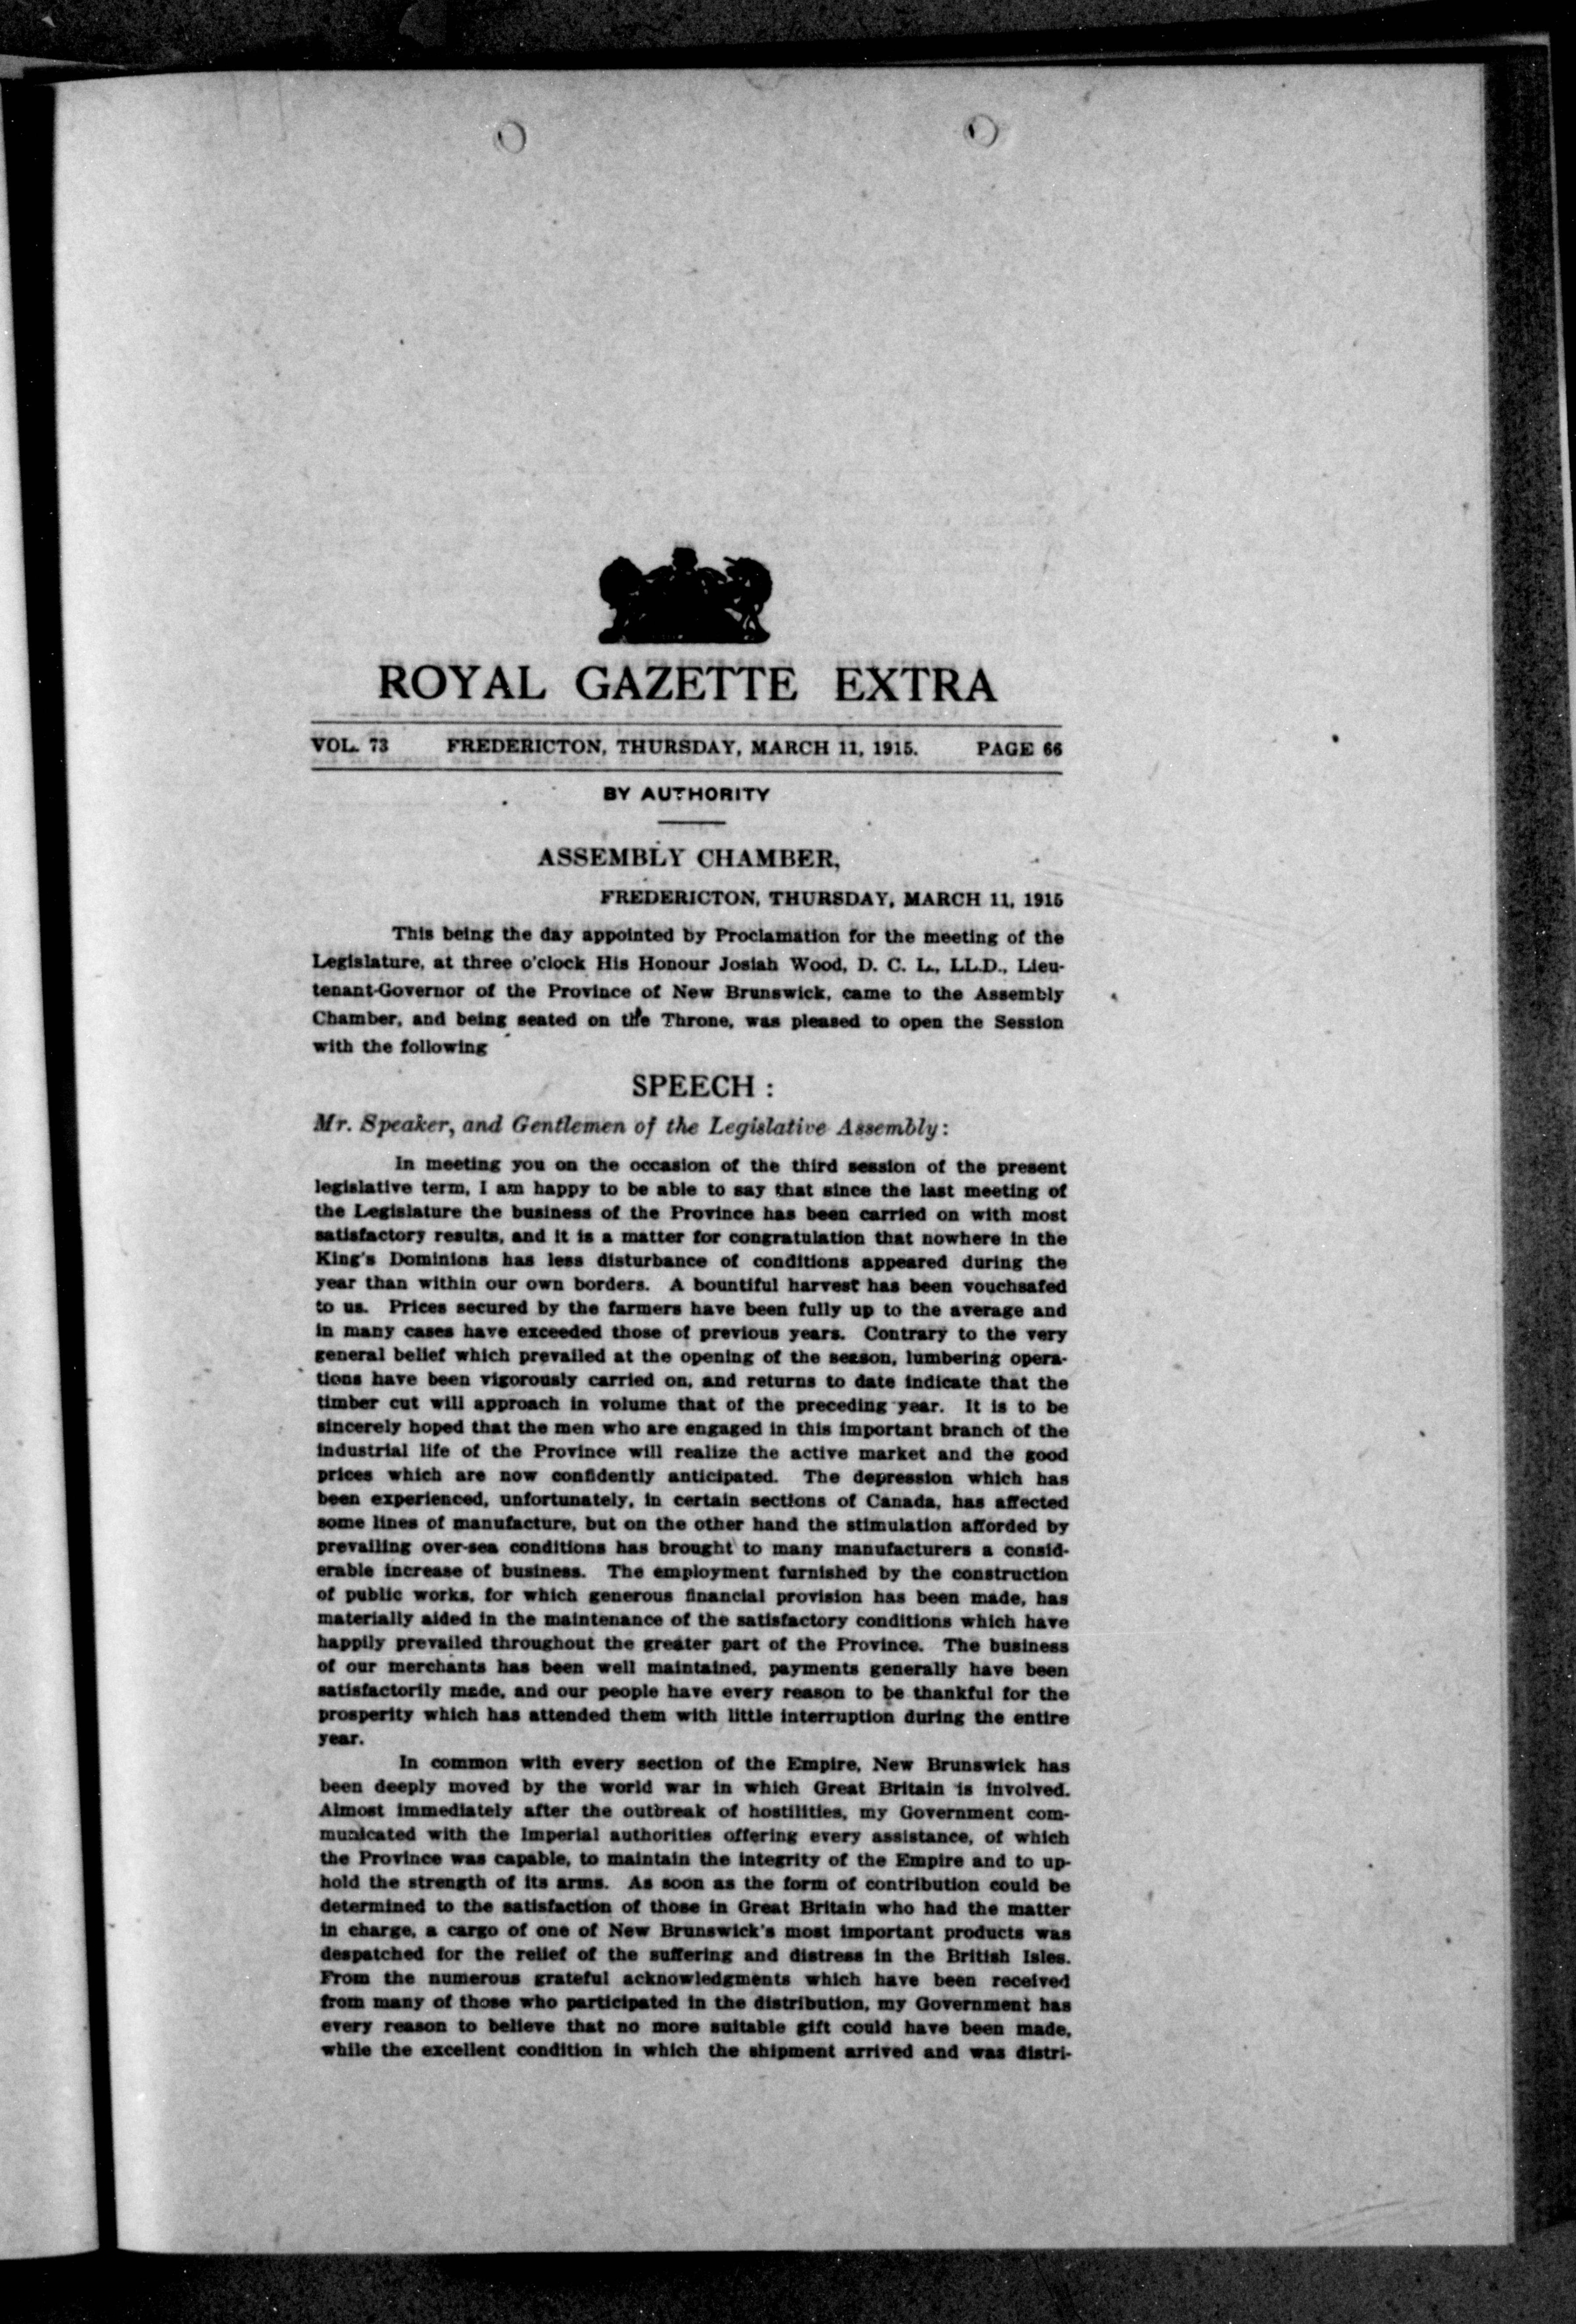 ROYAL GAZETTE EXTRA
VOL. 73 FREDERICTON, THURSDAY, MARCH 11, 1915. PAGE 66
BY AUTHORITY
ASSEMBLY CHAMBER,
FREDERICTON, THURSDAY, MARCH 11, 1915
This being the day appointed by Proclamation for the meeting of the
Legislature, at three o'clock His Honour Josiah Wood, D. C. L., LL.D., Lieu-
tenant-Governor of the Province of New Brunswick, came to the Assembly
Chamber, and being seated on the Throne, was pleased to open the Session
with the following
SPEECH :
Mr. Speaker, and Gentlemen of the Legislative Assembly:
In meeting you on the occasion of the third session of the present
legislative term, I am happy to be able to say that since the last meeting of
the Legislature the business of the Province has been carried on with most
satisfactory results, and it is a matter for congratulation that nowhere in the
King's Dominions has less disturbance of conditions appeared during the
year than within our own borders. A bountiful harvest has been vouchsafed
to us. Prices secured by the farmers have been fully up to the average and
in many cases have exceeded those of previous years. Contrary to the very
general belief which prevailed at the opening of the season, lumbering opera-
tions have been vigorously carried on, and returns to date indicate that the
timber cut will approach in volume that of the preceding year. It is to be
sincerely hoped that the men who are engaged in this important branch of the
industrial life of the Province will realize the active market and the good
prices which are now confidently anticipated. The depression which has
been experienced, unfortunately, in certain sections of Canada, has affected
some lines of manufacture, but on the other hand the stimulation afforded by
prevailing over-sea conditions has brought to many manufacturers a consid-
erable increase of business. The employment furnished by the construction
of public works, for which generous financial provision has been made, has
materially aided in the maintenance of the satisfactory conditions which have
happily prevailed throughout the greater part of the Province. The business
of our merchants has been well maintained, payments generally have been
satisfactorily made, and our people have every reason to be thankful for the
prosperity which has attended them with little interruption during the entire
year.
In common with every section of the Empire, New Brunswick has
been deeply moved by the world war in which Great Britain is involved.
Almost immediately after the outbreak of hostilities, my Government com-
municated with the Imperial authorities offering every assistance, of which
the Province was capable, to maintain the integrity of the Empire and to up-
hold the strength of its arms. As soon as the form of contribution could be
determined to the satisfaction of those in Great Britain who had the matter
in charge, a cargo of one of New Brunswick's most important products was
despatched for the relief of the suffering and distress in the British Isles.
From the numerous grateful acknowledgments which have been received
from many of those who participated in the distribution, my Government has
every reason to believe that no more suitable gift could have been made,
while the excellent condition in which the shipment arrived and was distri-